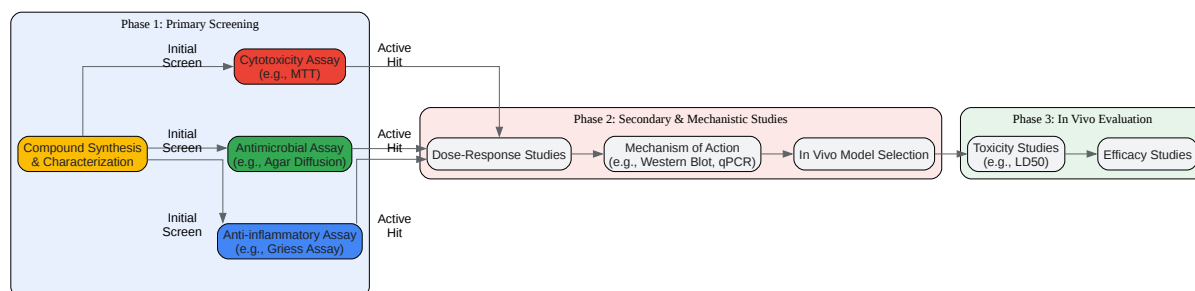 Phase 1: Primary Screening
Initial
Screen
Cytotoxicity Assay
(e.g., MTT)
Active
Hit
Compound Synthesis
& Characterization
Initial
Screen
Antimicrobial Assay
(e.g., Agar Diffusion)
Active
Hit
Initial
Screen
Anti-inflammatory Assay
(e.g., Griess Assay)
Active
Hit
Phase 2: Secondary & Mechanistic Studies
Dose-Response Studies
Mechanism of Action
(e.g., Western Blot, qPCR)
In Vivo Model Selection
Phase 3: In Vivo Evaluation
Toxicity Studies
(e.g., LD50)
Efficacy Studies